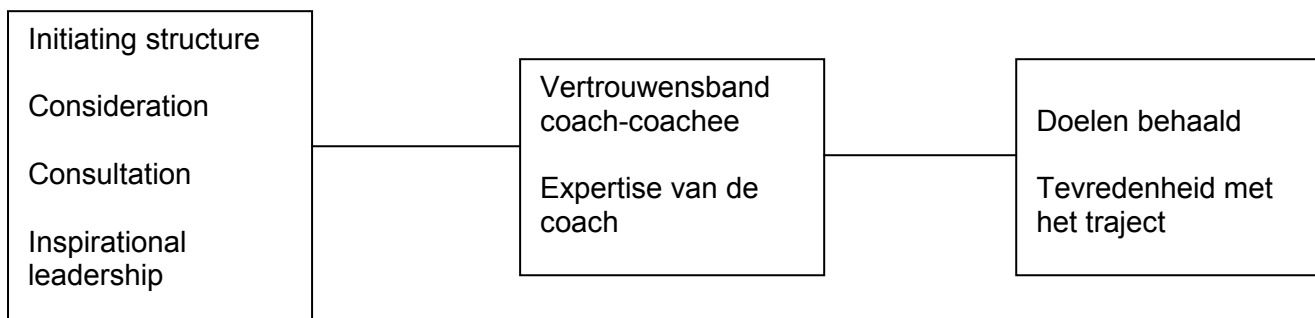 Initiating structure
Consideration
Consultation
Inspirational
leadership
Vertrouwensband
coach-coachee
Expertise van de
coach
Doelen behaald
Tevredenheid met
het traject